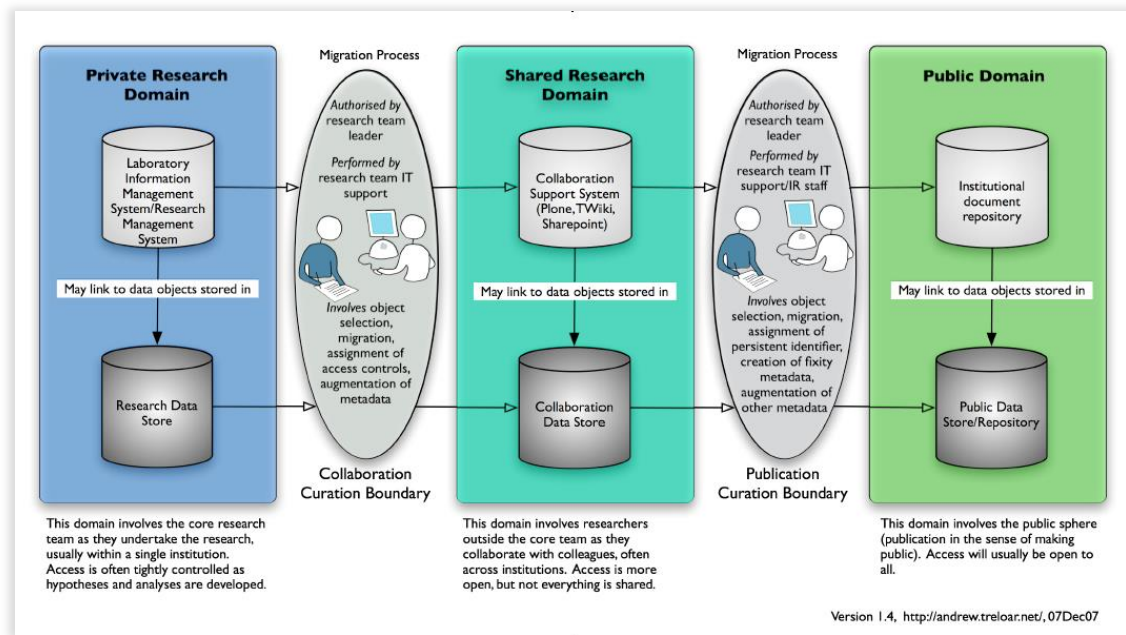 Private Research
Domain
Laboratory
Information
Management
System/Research
Management
System
May link to data objects stored in
Research Data
Store
This domain involves the core research
team as they undertake the research,
usually within a single institution.
Access is often tightly controlled as
hypotheses and analyses are developed.
Migration Process
Authorised by
research team
leader
Performed by
research team IT
support
Involves object
selection,
migration,
assignment of
access controls,
augmentation of
metadata
Collaboration
Curation Boundary
Shared Research
Domain
Collaboration
Support System
(Plone, TWiki,
Sharepoint)
May link to data objects stored in
Collaboration
Data Store
This domain involves researchers
outside the core team as they
collaborate with colleagues, often
across institutions. Access is more
open, but not everything is shared.
Migration Process
Authorised by
research team
leader
Performed by
research team IT
support/IR staff
Involves object
selection, migration,
assignment of
persistent identifier,
creation of fixity
metadata,
augmentation of
other metadata
Publication
Curation Boundary
Public Domain
Institutional
document
repository
May link to data objects stored in
Public Data
Store/Repository
This domain involves the public sphere
(publication in the sense of making
public). Access will usually be open to
all.
Version 1.4, http://andrew.treloar.net/, 07Dec07